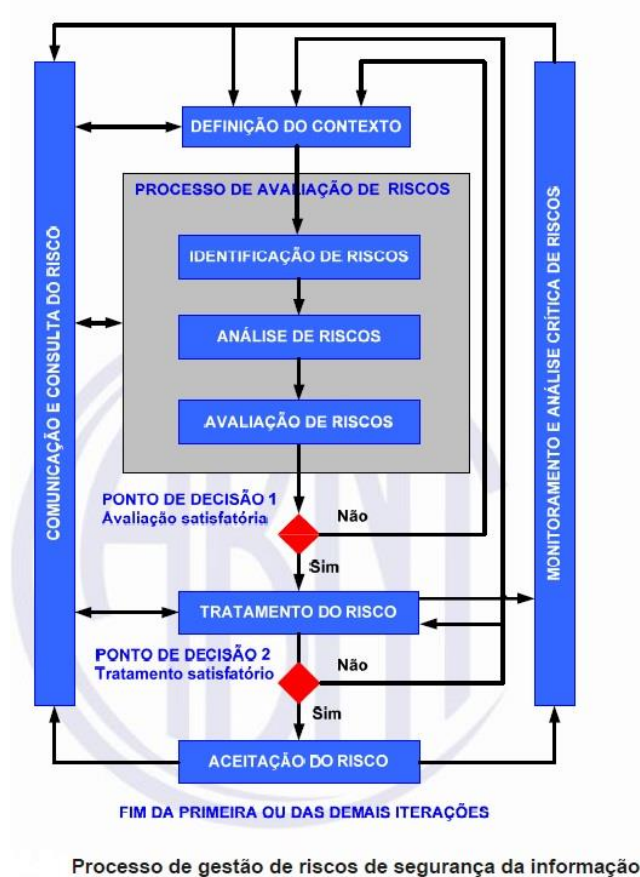 DEFINIÇÃO DO CONTEXTO
PROCESSO DE AVALIAÇÃO DE RISCOS
IDENTIFICAÇÃO DE RISCOS
ANÁLISE DE RISCOS
AVALIAÇÃO DE RISCOS
COMUNICAÇÃO E CONSULTA DO RISCO
MONITORAMENTO E ANÁLISE CRÍTICA DE RISCOS
PONTO DE DECISÃO 1
Avaliação satisfatória
Não
Sim
TRATAMENTO DO RISCO
PONTO DE DECISÃO 2
Tratamento satisfatório
Não
Sim
ACEITAÇÃO DO RISCO
FIM DA PRIMEIRA OU DAS DEMAIS ITERAÇÕES
Processo de gestão de riscos de segurança da informação
ABNT